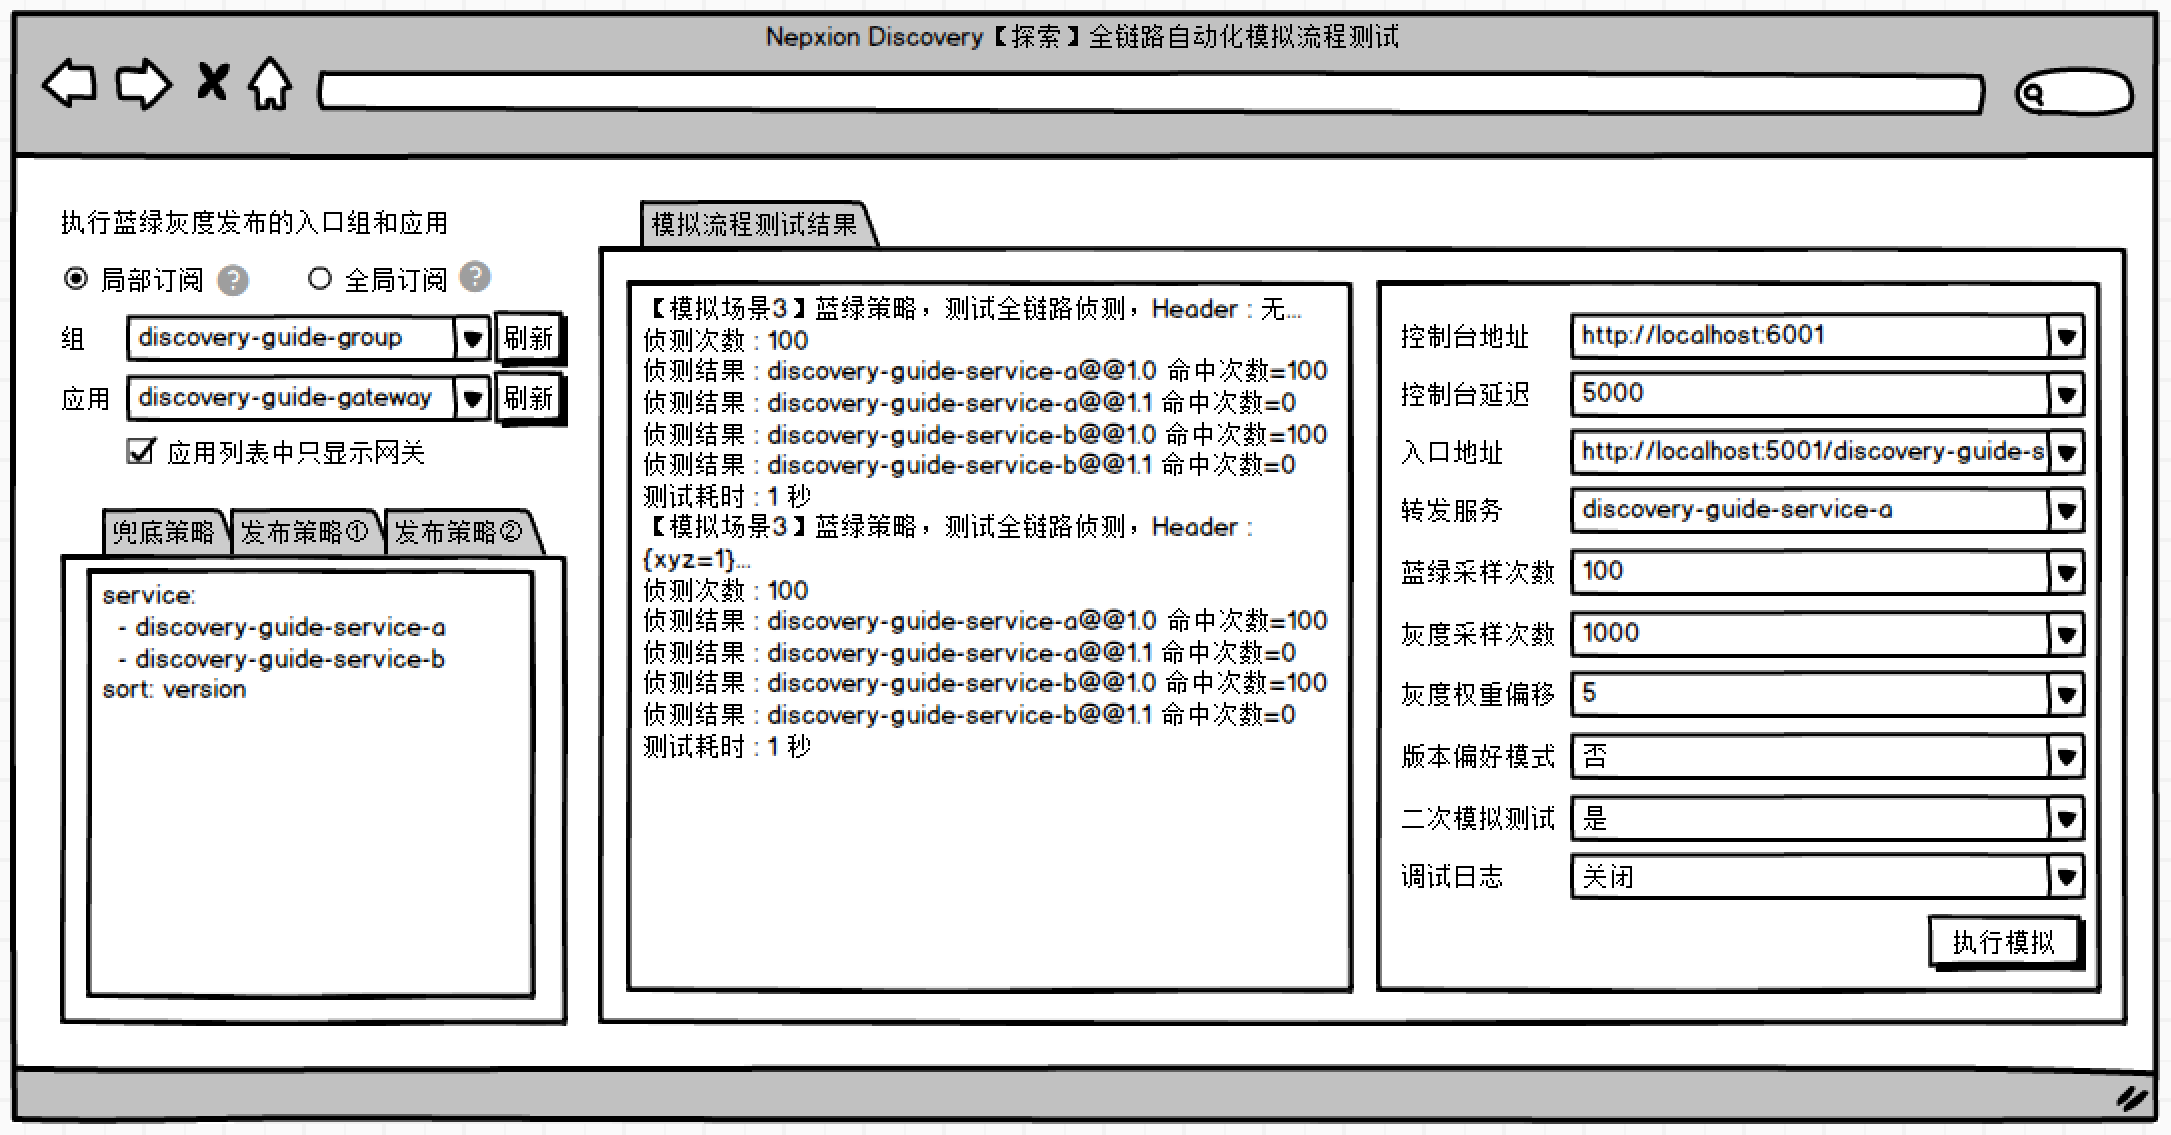 Nepxion Discovery【探索】全链路自动化模拟流程测试
执行蓝绿灰度发布的入口组和应用
局部订阅 ? 全局订阅 ?
组 discovery-guide-group 刷新
应用 discovery-guide-gateway 刷新
应用列表中只显示网关
兜底策略 发布策略① 发布策略②
service:
- discovery-guide-service-a
- discovery-guide-service-b
sort: version
模拟流程测试结果
【模拟场景3】蓝绿策略，测试全链路侦测，Header : 无...
侦测次数 : 100
侦测结果 : discovery-guide-service-a@@1.0 命中次数=100
侦测结果 : discovery-guide-service-a@@1.1 命中次数=0
侦测结果 : discovery-guide-service-b@@1.0 命中次数=100
侦测结果 : discovery-guide-service-b@@1.1 命中次数=0
测试耗时 : 1 秒
【模拟场景3】蓝绿策略，测试全链路侦测，Header :
{xyz=1}...
侦测次数 : 100
侦测结果 : discovery-guide-service-a@@1.0 命中次数=100
侦测结果 : discovery-guide-service-a@@1.1 命中次数=0
侦测结果 : discovery-guide-service-b@@1.0 命中次数=100
侦测结果 : discovery-guide-service-b@@1.1 命中次数=0
测试耗时 : 1 秒
控制台地址 http://localhost:6001
控制台延迟 5000
入口地址 http://localhost:5001/discovery-guide-s
转发服务 discovery-guide-service-a
蓝绿采样次数 100
灰度采样次数 1000
灰度权重偏移 5
版本偏好模式 否
二次模拟测试 是
调试日志 关闭
执行模拟